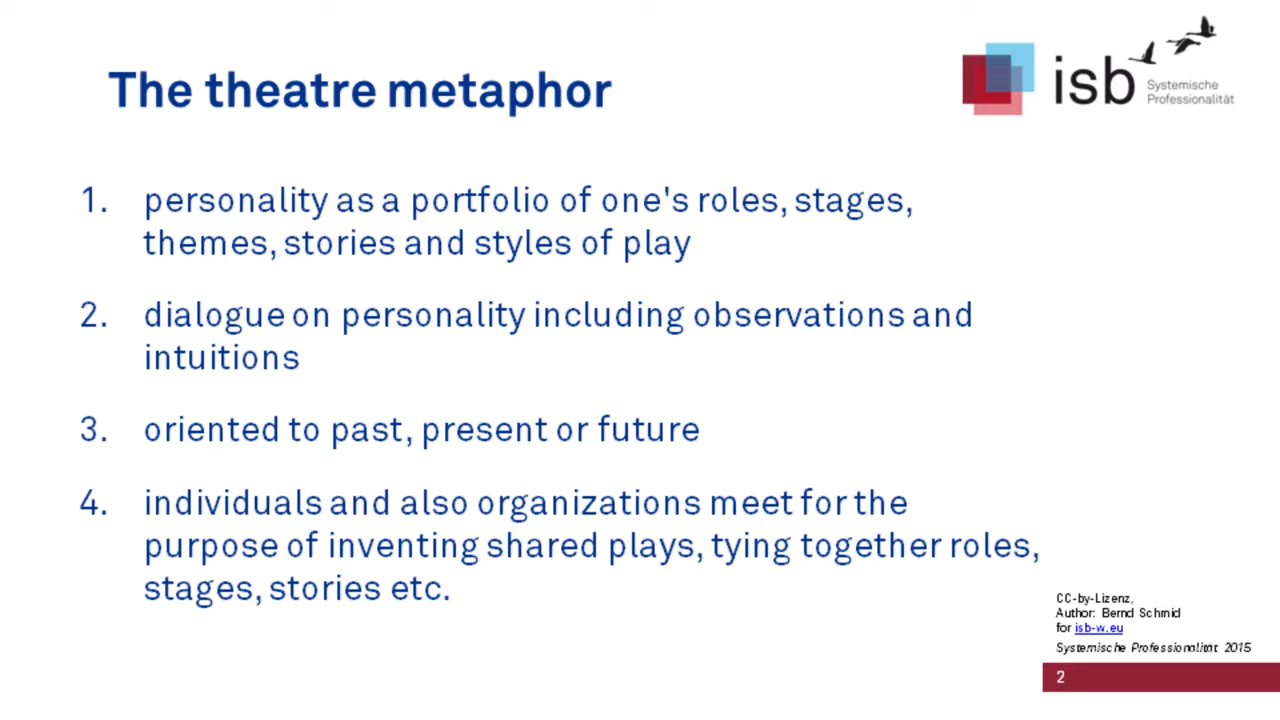 The theatre metaphor
isb
Systemische
Professionalität
1. personality as a portfolio of one's roles, stages,
themes, stories and styles of play
2. dialogue on personality including observations and
intuitions
3. oriented to past, present or future
4. individuals and also organizations meet for the
purpose of inventing shared plays, tying together roles,
stages, stories etc.
CC-by-Lizenz,
Author: Bernd Schmid
for isb-w.eu
Systemische Professionalität 2015
2